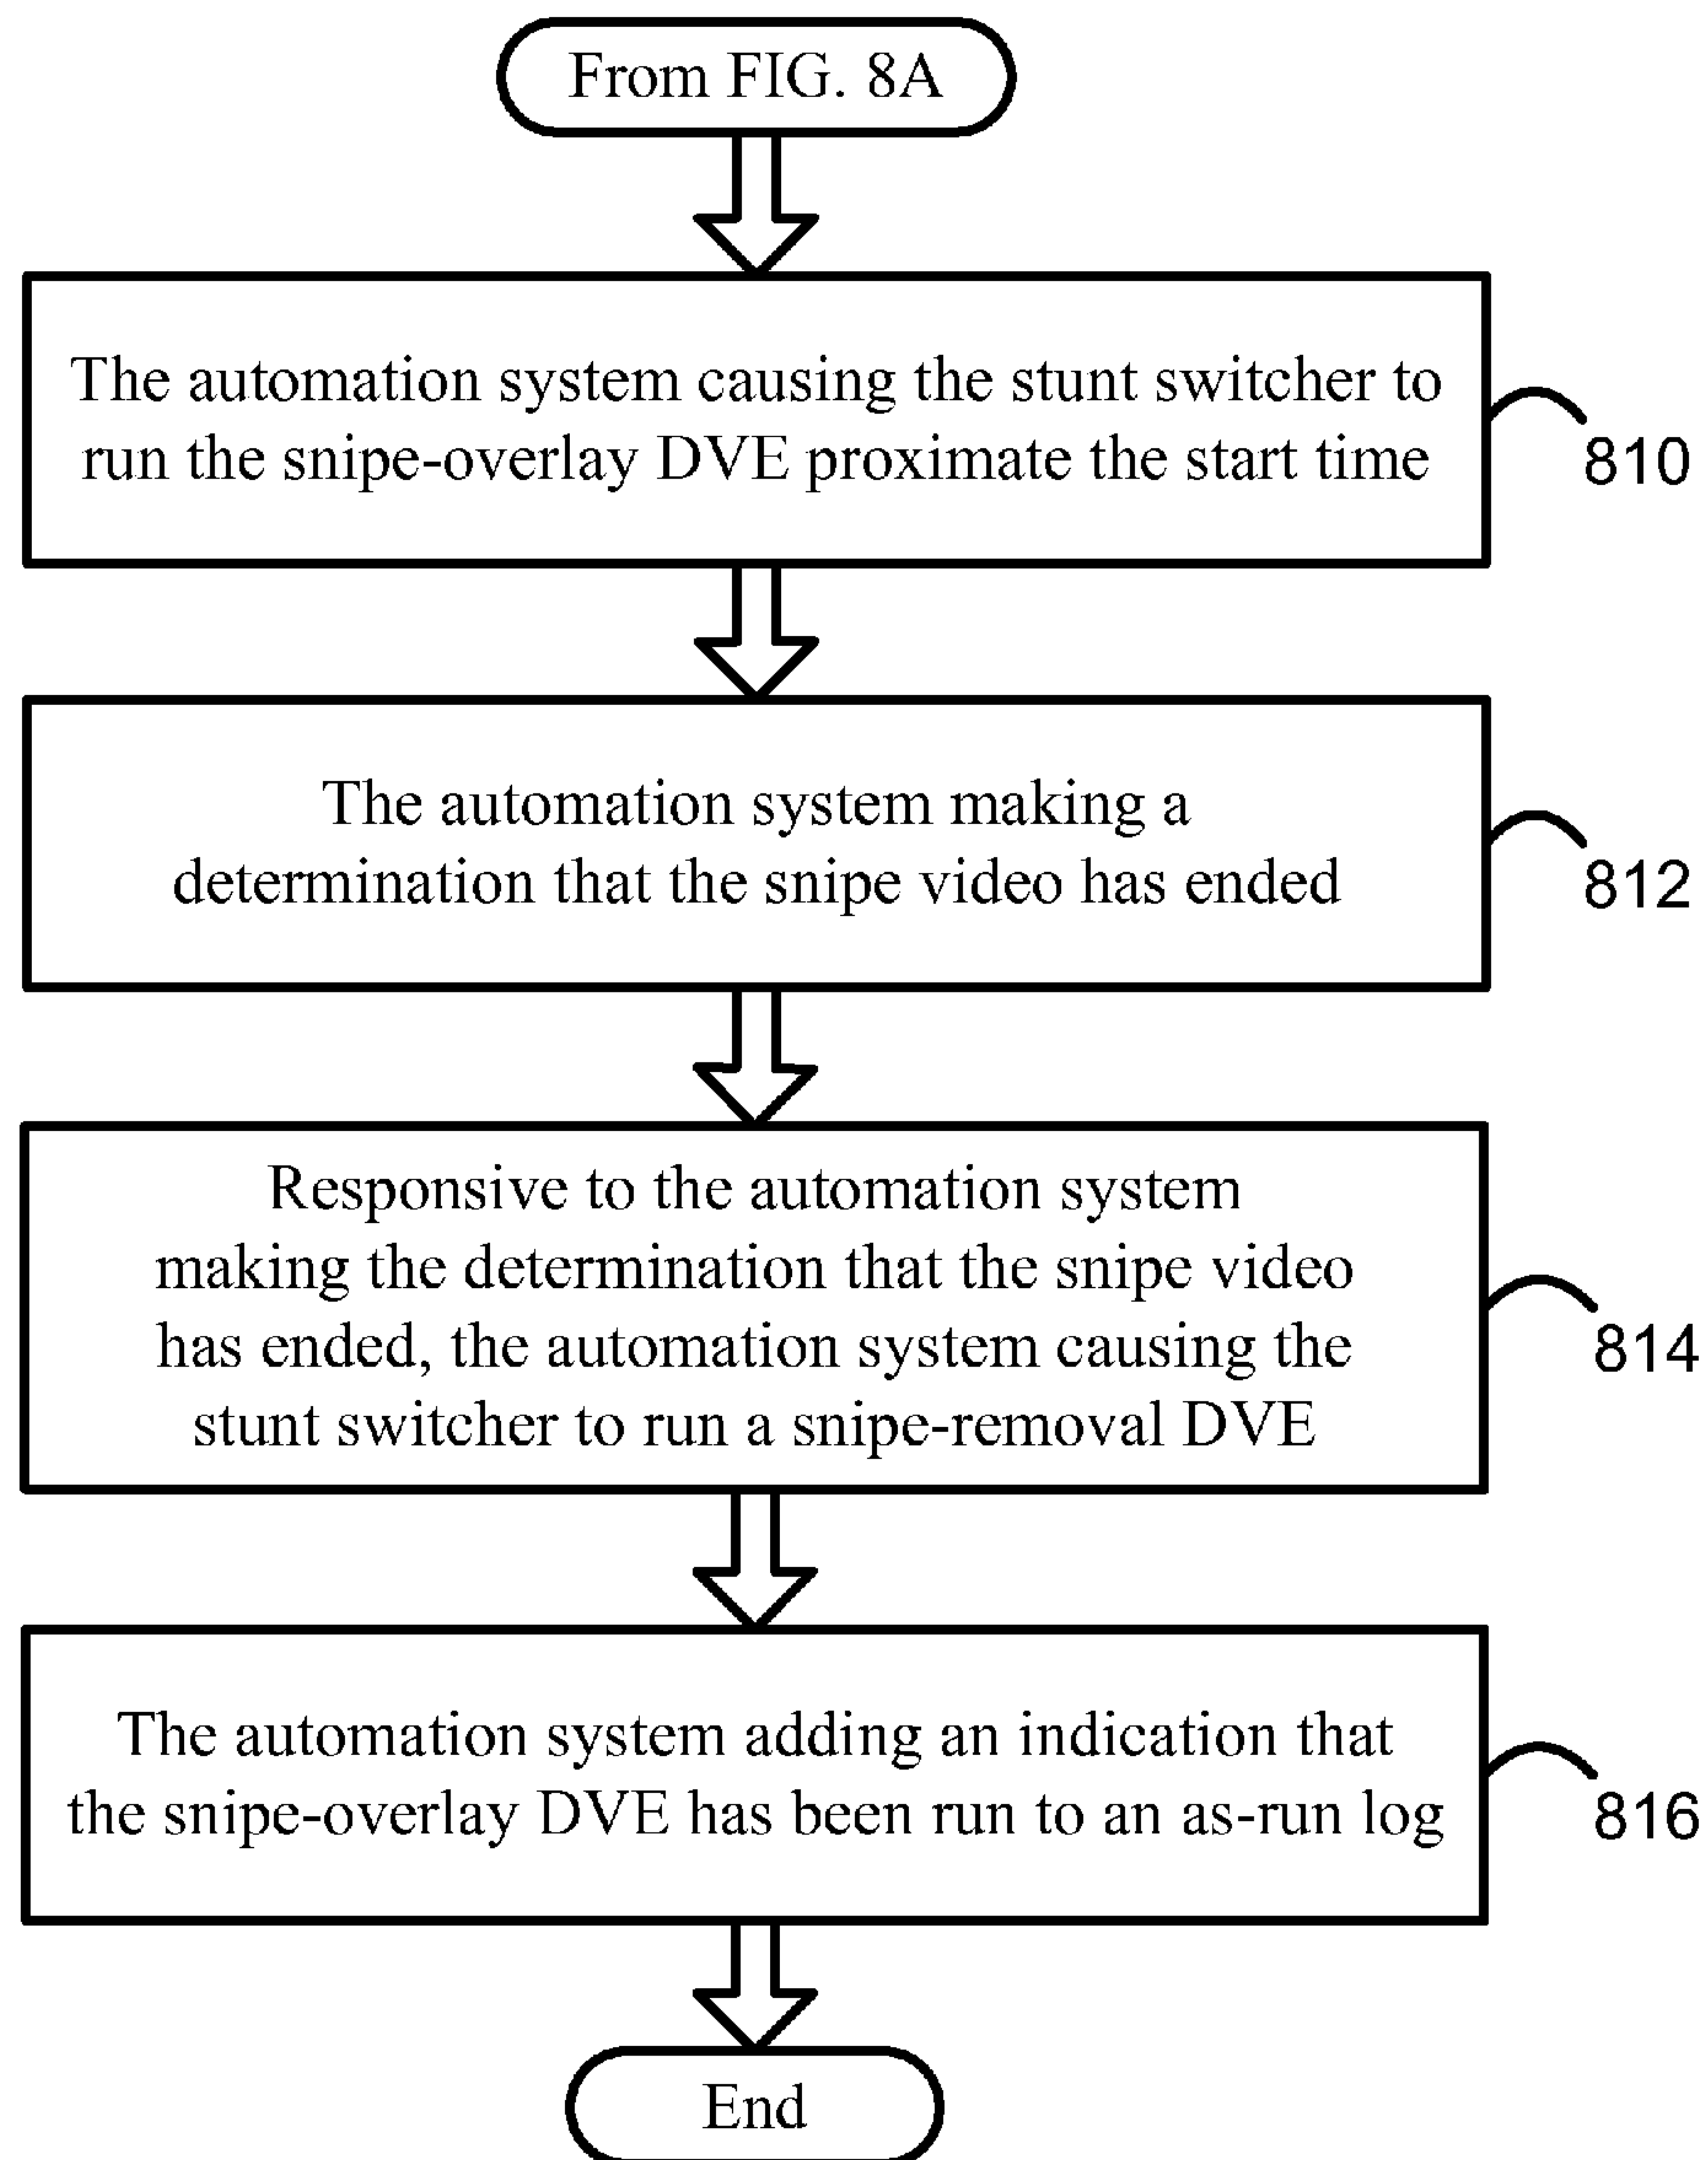 From FIG. 8A
The automation system causing the stunt switcher to
run the snipe-overlay DVE proximate the start time
810
The automation system making a
determination that the snipe video has ended
812
Responsive to the automation system
making the determination that the snipe video
has ended, the automation system causing the
stunt switcher to run a snipe-removal DVE
814
The automation system adding an indication that
the snipe-overlay DVE has been run to an as-run log
816
End